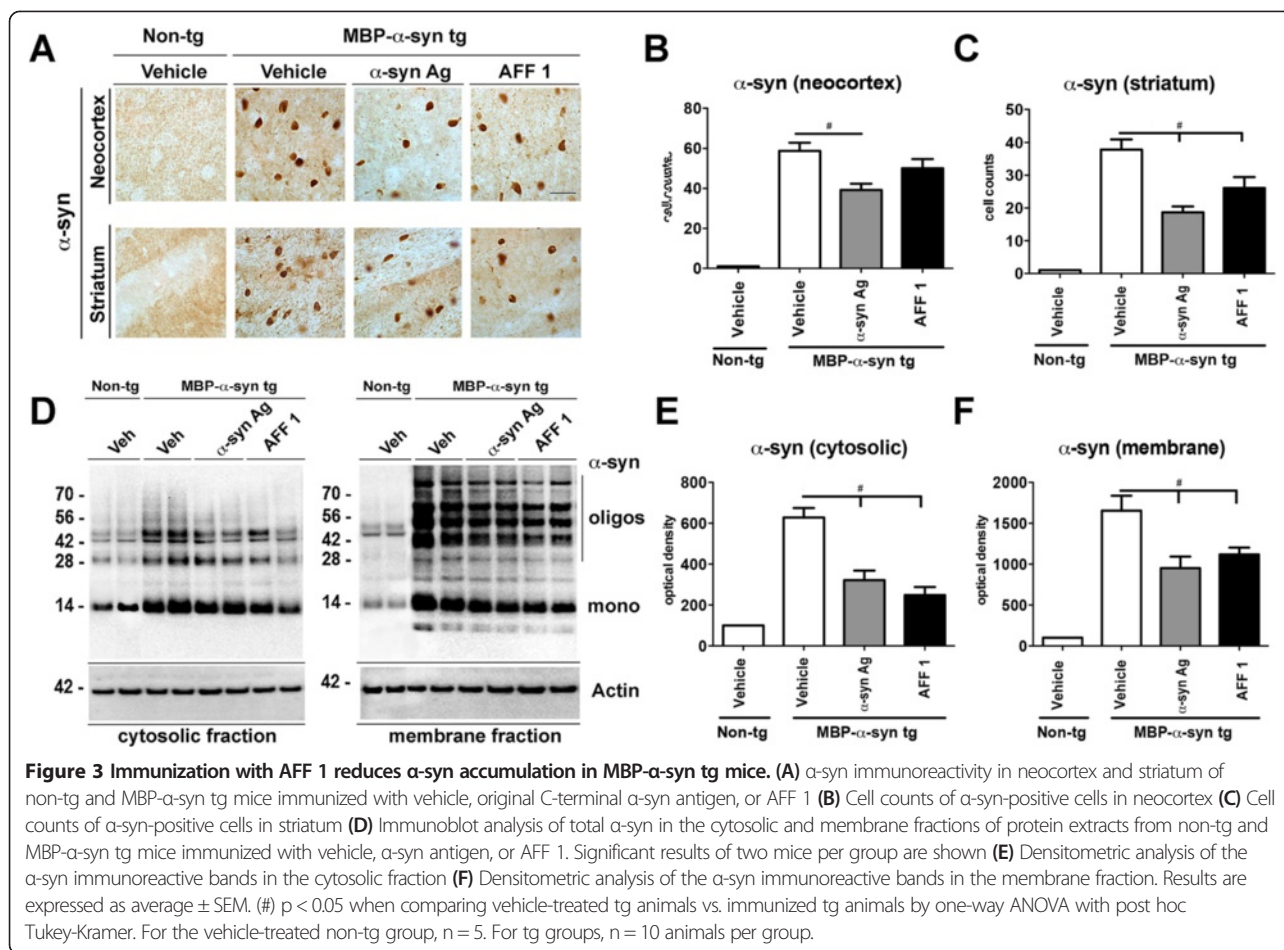 A
Non-tg
MBP-α-syn tg
Vehicle
Vehicle
α-syn Ag
AFF 1
α-syn
Neocortex
Striatum
B
α-syn (neocortex)
80
60
40
20
0
#
Vehicle
α-syn Ag
AFF 1
Non-tg
MBP-α-syn tg
C
α-syn (striatum)
cell counts
50
40
30
20
10
0
#
Vehicle
Vehicle
α-syn Ag
AFF 1
Non-tg
MBP-α-syn tg
D
Non-tg
MBP-α-syn tg
Veh
Veh
α-syn Ag
AFF 1
70 -
56 -
42 -
28 -
14 -
42 -
cytosolic fraction
Non-tg
MBP-α-syn tg
Veh
Veh
α-syn Ag
AFF 1
70 -
56 -
42 -
28 -
14 -
42 -
α-syn
oligos
mono
Actin
membrane fraction
E
α-syn (cytosolic)
optical density
800
600
400
200
0
#
Vehicle
Vehicle
α-syn Ag
AFF 1
Non-tg
MBP-α-syn tg
F
α-syn (membrane)
optical density
2000
1500
1000
500
0
#
Vehicle
Vehicle
α-syn Ag
AFF 1
Non-tg
MBP-α-syn tg
Figure 3 Immunization with AFF 1 reduces α-syn accumulation in MBP-α-syn tg mice. (A) α-syn immunoreactivity in neocortex and striatum of
non-tg and MBP-α-syn tg mice immunized with vehicle, original C-terminal α-syn antigen, or AFF 1 (B) Cell counts of α-syn-positive cells in neocortex (C) Cell
counts of α-syn-positive cells in striatum (D) Immunoblot analysis of total α-syn in the cytosolic and membrane fractions of protein extracts from non-tg and
MBP-α-syn tg mice immunized with vehicle, α-syn antigen, or AFF 1. Significant results of two mice per group are shown (E) Densitometric analysis of the
α-syn immunoreactive bands in the cytosolic fraction (F) Densitometric analysis of the α-syn immunoreactive bands in the membrane fraction. Results are
expressed as average ± SEM. (#) p < 0.05 when comparing vehicle-treated tg animals vs. immunized tg animals by one-way ANOVA with post hoc
Tukey-Kramer. For the vehicle-treated non-tg group, n = 5. For tg groups, n = 10 animals per group.